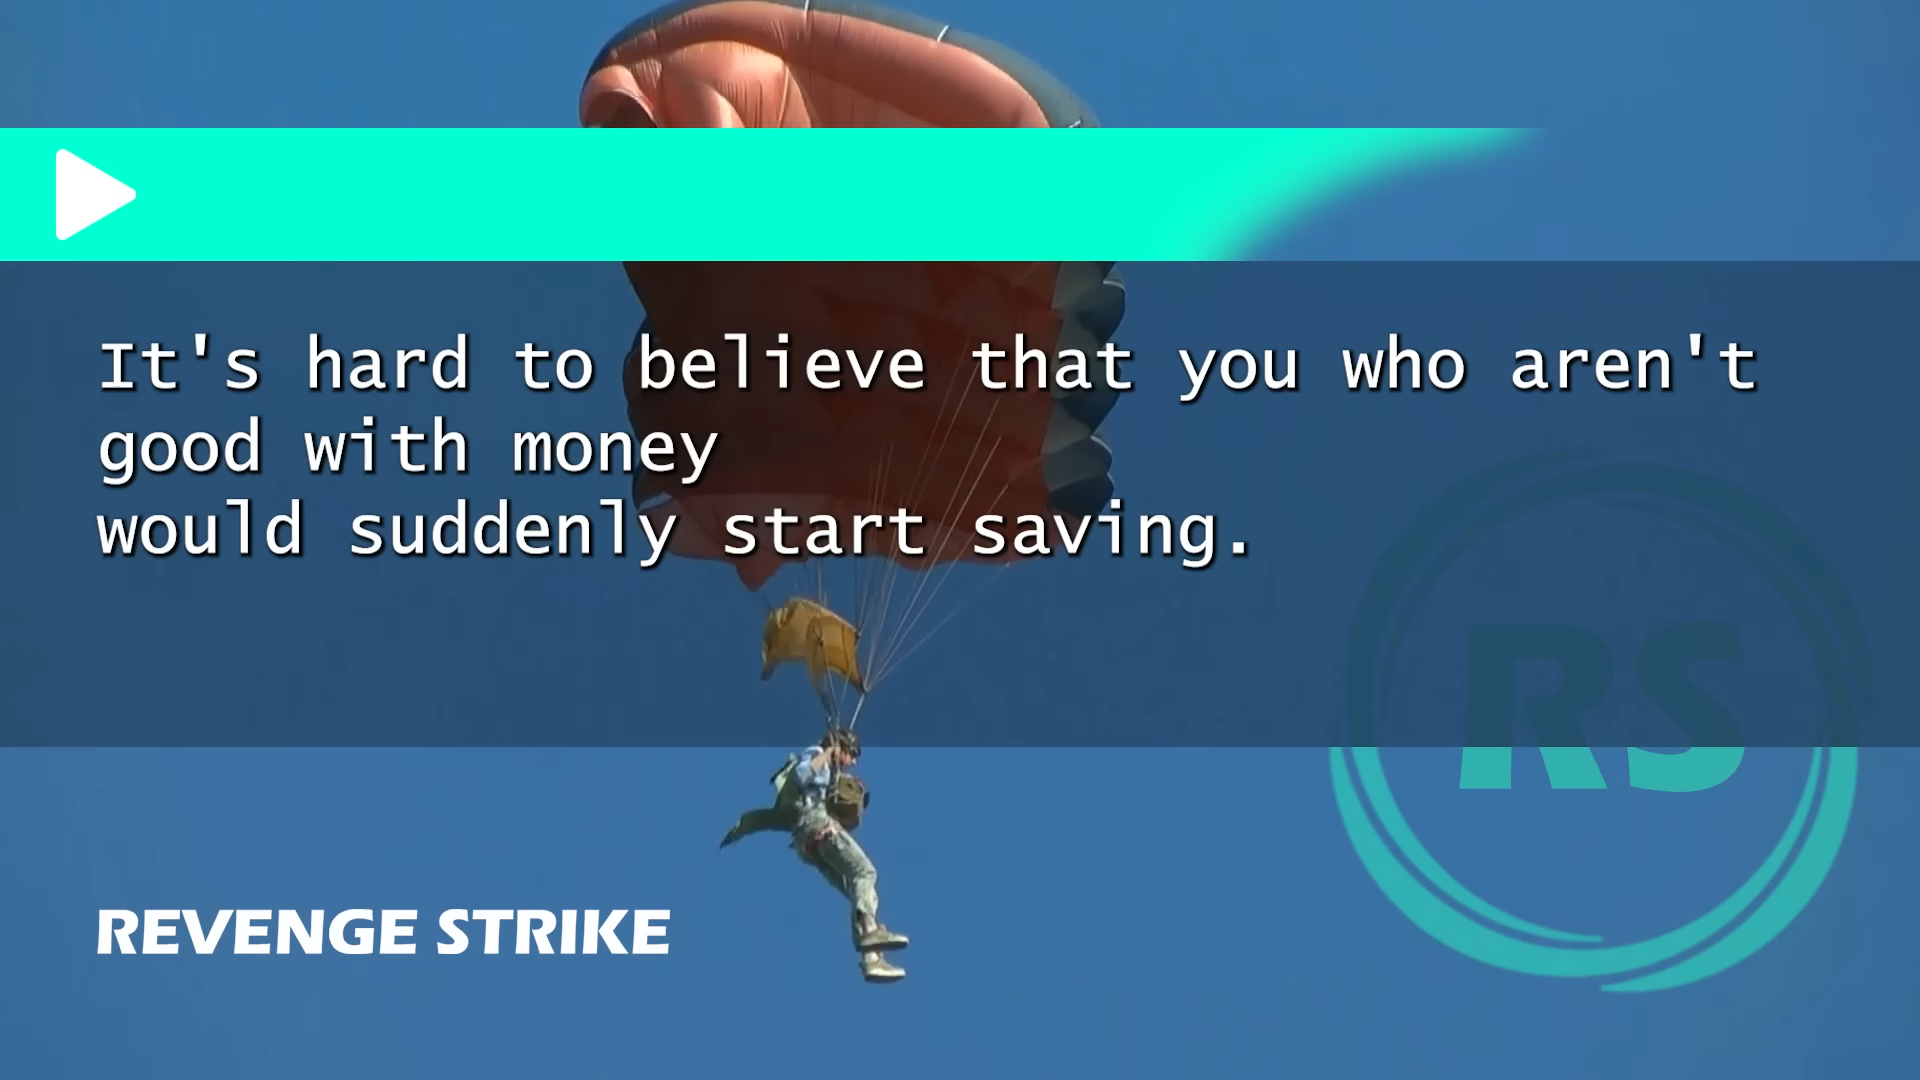 It's hard to believe that you who aren't
good with money
would suddenly start saving.
RS
REVENGE STRIKE